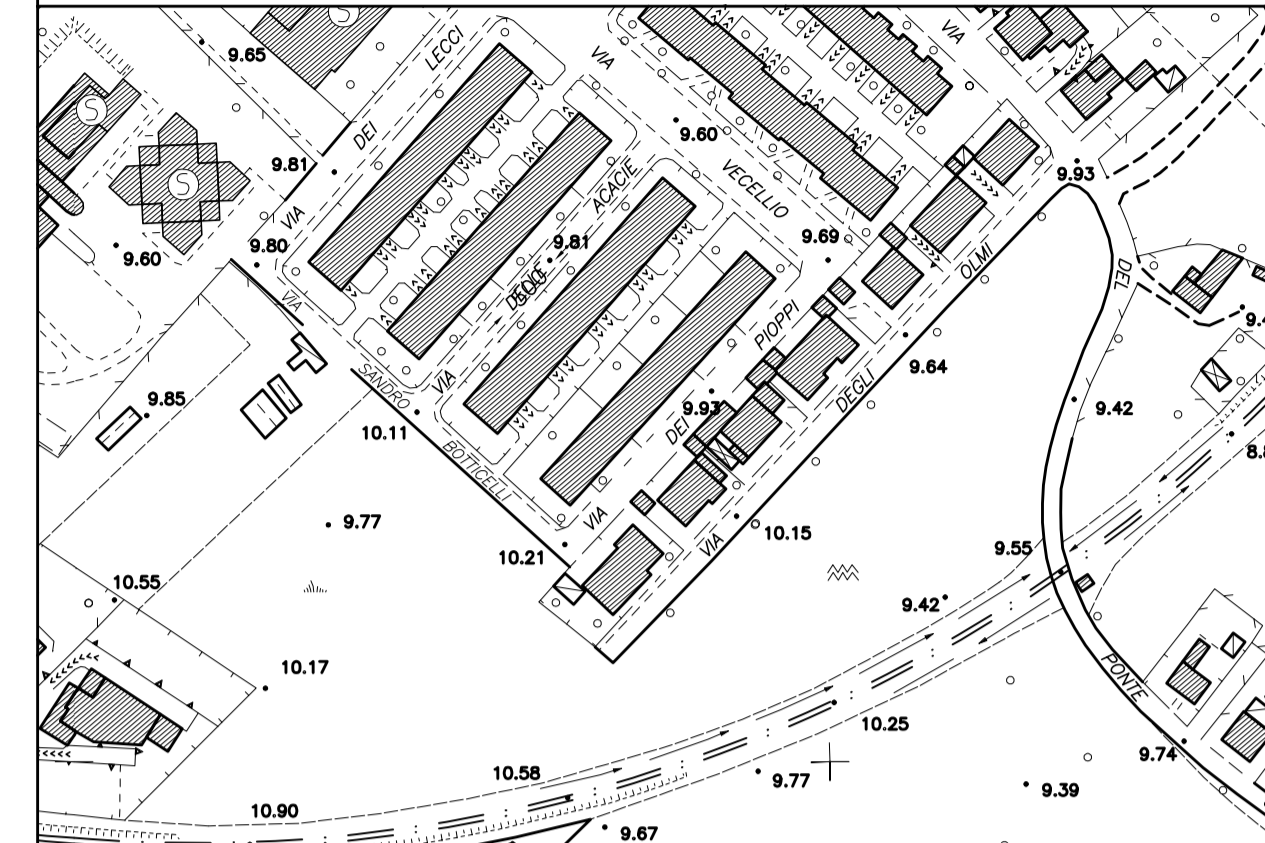 S
9.65
DEI LECCI
VIA
VIA
S
9.60
9.81
S
9.93
VECELLIO
ACACIE
VIA
9.80
9.81
9.69
OLMI
DEL
9.60
VIA
PIOPPI
9.64
SANDRO
VIA
DEGLI
9.85
9.93
9.42
10.11
DEI
BOTTICELLI
9.77
VIA
10.15
VIA
10.21
9.55
10.55
9.42
10.17
PONTE
10.25
9.74
10.58
9.77
9.39
10.90
9.67